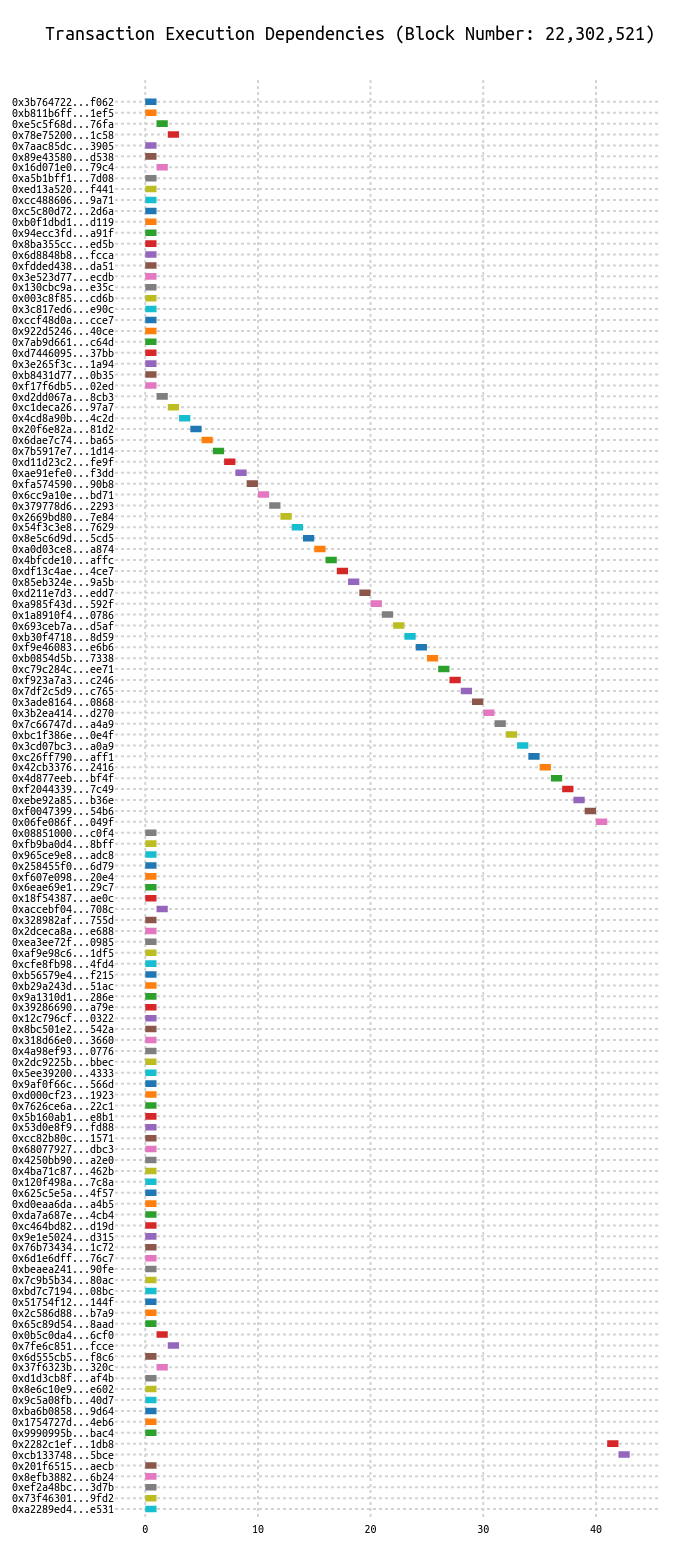 Transaction Execution Dependencies (Block Number: 22,302,521)
0x3b764722...f062
0xb811b6ff...1ef5
0xe5c5f68d...76fa
0x78e75200...1c58
0x7aac85dc...3905
0x89e43580...d538
0x16d071e0...79c4
0xa5b1bff1...7d08
0xed13a520...f441
0xcc488606...9a71
0xc5c80d72...2d6a
0xb0f1dbd1...d119
0x94ecc3fd...a91f
0x8ba355cc...ed5b
0x6d8848b8...fcca
0xfdded438...da51
0x3e523d77...ecdb
0x130cbc9a...e35c
0x003c8f85...cd6b
0x3c817ed6...e90c
0xccf48d0a...cce7
0x922d5246...40ce
0x7ab9d661...c64d
0xd7446095...37bb
0x3e265f3c...1a94
0xb8431d77...0b35
0xf17f6db5...02ed
0xd2dd067a...8cb3
0xc1deca26...97a7
0x4cd8a90b...4c2d
0x20f6e82a...81d2
0x6dae7c74...ba65
0x7b5917e7...1d14
0xd11d23c2...fe9f
0xae91efe0...f3dd
0xfa574590...90b8
0x6cc9a10e...bd71
0x379778d6...2293
0x2669bd80...7e84
0x54f3c3e8...7629
0x8e5c6d9d...5cd5
0xa0d03ce8...a874
0x4bfcde10...affc
0xdf13c4ae...4ce7
0x85eb324e...9a5b
0xd211e7d3...edd7
0xa985f43d...592f
0x1a8910f4...0786
0x693ceb7a...d5af
0xb30f4718...8d59
0xf9e46083...e6b6
0xb0854d5b...7338
0xc79c284c...ee71
0xf923a7a3...c246
0x7df2c5d9...c765
0x3ade8164...0868
0x3b2ea414...d270
0x7c66747d...a4a9
0xbc1f386e...0e4f
0x3cd07bc3...a0a9
0xc26ff790...aff1
0x42cb3376...2416
0x4d877eeb...bf4f
0xf2044339...7c49
0xebe92a85...b36e
0xf0047399...54b6
0x06fe086f...049f
0x08851000...c0f4
0xfb9ba0d4...8bff
0x965ce9e8...adc8
0x258455f0...6d79
0xf607e098...20e4
0x6eae69e1...29c7
0x18f54387...ae0c
0xaccebf04...708c
0x328982af...755d
0x2dceca8a...e688
0xea3ee72f...0985
0xaf9e98c6...1df5
0xcfe8fb98...4fd4
0xb56579e4...f215
0xb29a243d...51ac
0x9a1310d1...286e
0x39286690...a79e
0x12c796cf...0322
0x8bc501e2...542a
0x318d66e0...3660
0x4a98ef93...0776
0x2dc9225b...bbec
0x5ee39200...4333
0x9af0f66c...566d
0xd000cf23...1923
0x7626ce6a...22c1
0x5b160ab1...e8b1
0x53d0e8f9...fd88
0xcc82b80c...1571
0x68077927...dbc3
0x4250bb90...a2e0
0x4ba71c87...462b
0x120f498a...7c8a
0x625c5e5a...4f57
0xd0eaa6da...a4b5
0xda7a687e...4cb4
0xc464bd82...d19d
0x9e1e5024...d315
0x76b73434...1c72
0x6d1e6dff...76c7
0xbeaea241...90fe
0x7c9b5b34...80ac
0xbd7c7194...08bc
0x51754f12...144f
0x2c586d88...b7a9
0x65c89d54...8aad
0x0b5c0da4...6cf0
0x7fe6c851...fcce
0x6d555cb5...f8c6
0x37f6323b...320c
0xd1d3cb8f...af4b
0x8e6c10e9...e602
0x9c5a08fb...40d7
0xba6b0858...9d64
0x1754727d...4eb6
0x9990995b...bac4
0x2282c1ef...1db8
0xcb133748...5bce
0x201f6515...aecb
0x8efb3882...6b24
0xef2a48bc...3d7b
0x73f46301...9fd2
0xa2289ed4...e531
0 10 20 30 40